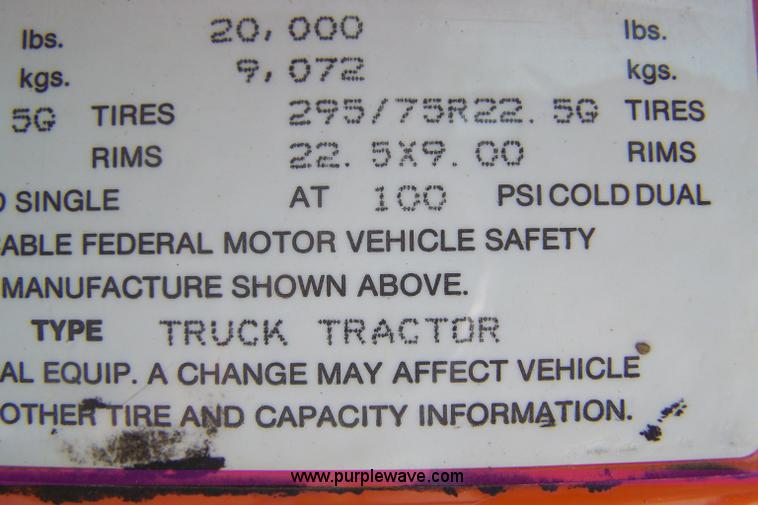 lbs. 20,000 lbs.
kgs. 9,072 kgs.
5G TIRES 295/75R22.5G TIRES
RIMS 22.5X9.00 RIMS
SINGLE AT 100 PSI COLD DUAL
ABLE FEDERAL MOTOR VEHICLE SAFETY
MANUFACTURE SHOWN ABOVE.
TYPE TRUCK TRACTOR
AL EQUIP. A CHANGE MAY AFFECT VEHICLE
OTHER TIRE AND CAPACITY INFORMATION.
www.purplewave.com